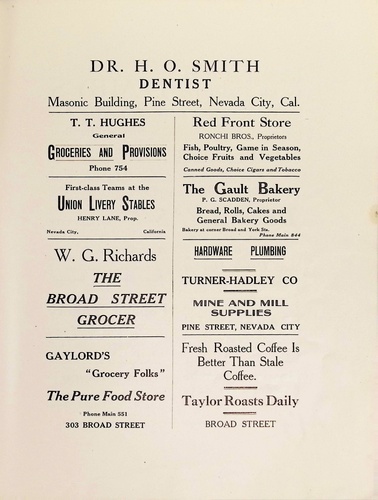 DR. H. O. SMITH
DENTIST
Masonic Building, Pine Street, Nevada City, Cal.
T. T. HUGHES
General
GROCERIES AND PROVISIONS
Phone 754
First-class Teams at the
UNION LIVERY STABLES
HENRY LANE, Prop.
Nevada City, California
W. G. Richards
THE
BROAD STREET
GROCER
GAYLORD'S
"Grocery Folks"
The Pure Food Store
Phone Main 551
303 BROAD STREET
Red Front Store
RONCHI BROS., Proprietors
Fish, Poultry, Game in Season,
Choice Fruits and Vegetables
Canned Goods, Choice Cigars and Tobacco
The Gault Bakery
P. G. SCADDEN, Proprietor
Bread, Rolls, Cakes and
General Bakery Goods
Bakery at corner Broad and York Sts.
Phone Main 844
HARDWARE PLUMBING
TURNER-HADLEY CO
MINE AND MILL
SUPPLIES
PINE STREET, NEVADA CITY
Fresh Roasted Coffee Is
Better Than Stale
Coffee.
Taylor Roasts Daily
BROAD STREET